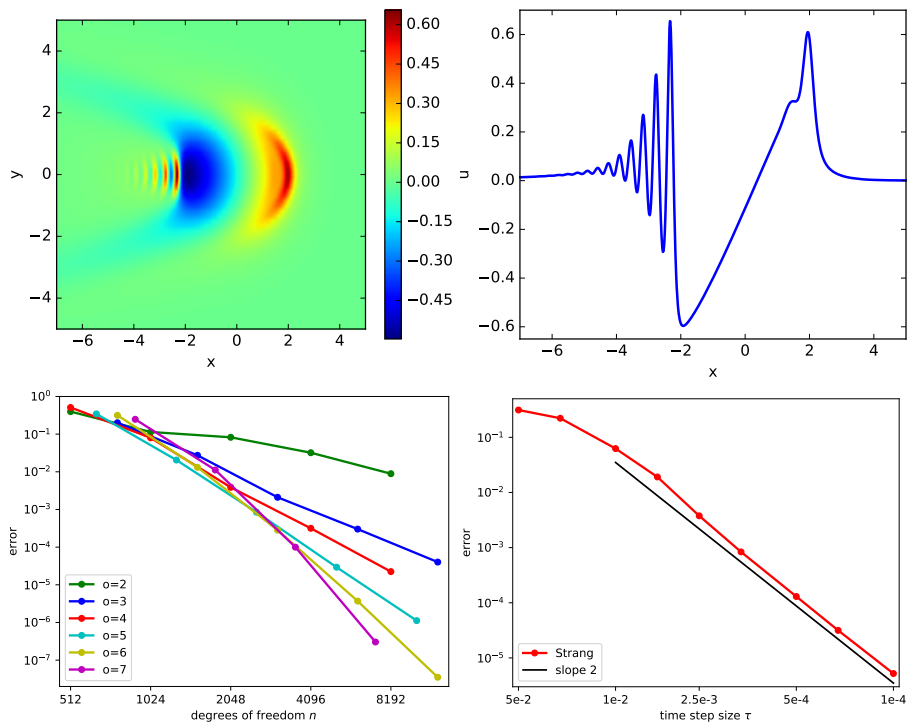 4
2
0
−2
−4
y
−6
−4
−2
0
2
4
x
0.60
0.45
0.30
0.15
0.00
−0.15
−0.30
−0.45
0.6
0.4
0.2
0.0
−0.2
−0.4
−0.6
u
−6
−4
−2
0
2
4
x
10^0
10^-1
10^-2
10^-3
10^-4
10^-5
10^-6
10^-7
error
o=2
o=3
o=4
o=5
o=6
o=7
512
1024
2048
4096
8192
degrees of freedom n
10^-1
10^-2
10^-3
10^-4
10^-5
error
Strang
slope 2
5e-2
1e-2
2.5e-3
5e-4
1e-4
time step size τ